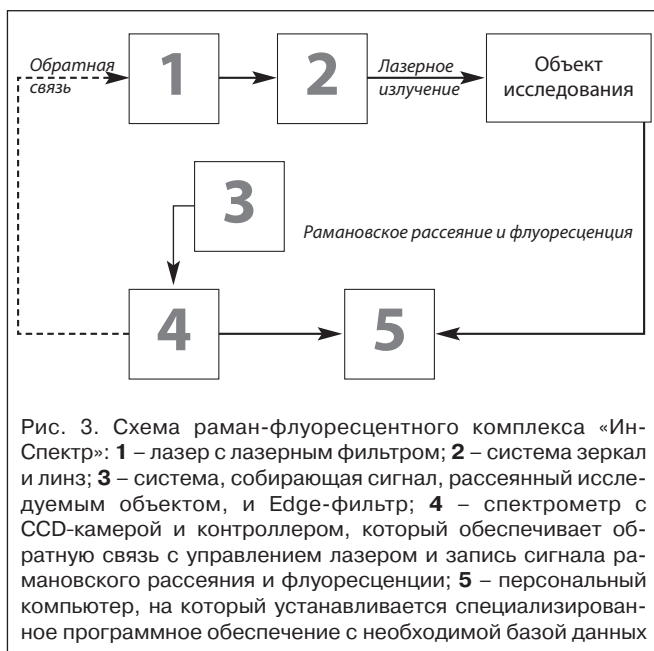 Обратная
связь
1
2
Лазерное
излучение
Объект
исследования
3
Рамановское рассеяние и флуоресценция
4
5
Рис. 3. Схема раман-флуоресцентного комплекса «Ин-
Спектр»: 1 – лазер с лазерным фильтром; 2 – система зеркал
и линз; 3 – система, собирающая сигнал, рассеянный иссле-
дуемым объектом, и Edge-фильтр; 4 – спектрометр с
CCD-камерой и контроллером, который обеспечивает об-
ратную связь с управлением лазером и запись сигнала ра-
мановского рассеяния и флуоресценции; 5 – персональный
компьютер, на который устанавливается специализирован-
ное программное обеспечение с необходимой базой данных